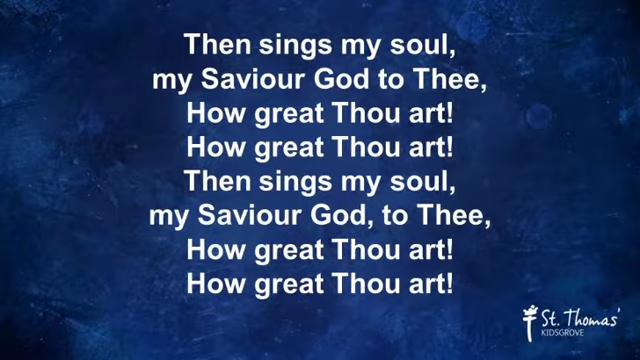 Then sings my soul,
my Saviour God to Thee,
How great Thou art!
How great Thou art!
Then sings my soul,
my Saviour God, to Thee,
How great Thou art!
How great Thou art!
St. Thomas'
KIDSGROVE